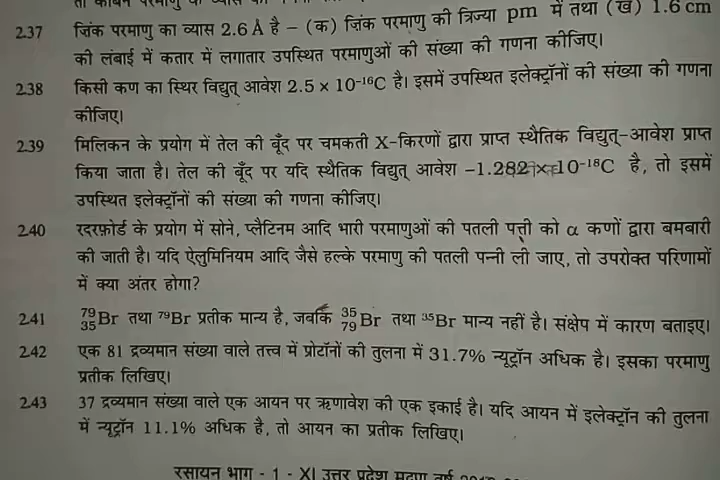 2.37 जिंक परमाणु का व्यास 2.6 Å है – (क) ज़िंक परमाणु की त्रिज्या pm में तथा (ख) 1.6 cm
की लंबाई में कतार में लगातार उपस्थित परमाणुओं की संख्या की गणना कीजिए।
2.38 किसी कण का स्थिर विद्युत् आवेश 2.5 × 10⁻¹⁶C है। इसमें उपस्थित इलेक्ट्रॉनों की संख्या की गणना
कीजिए।
2.39 मिलिकन के प्रयोग में तेल की बूँद पर चमकती X-किरणों द्वारा प्राप्त स्थैतिक विद्युत्-आवेश प्राप्त
किया जाता है। तेल की बूँद पर यदि स्थैतिक विद्युत् आवेश –1.282 × 10⁻¹⁸C है, तो इसमें
उपस्थित इलेक्ट्रॉनों की संख्या की गणना कीजिए।
2.40 रदरफ़ोर्ड के प्रयोग में सोने, प्लैटिनम आदि भारी परमाणुओं की पतली पत्ती को α कणों द्वारा बमबारी
की जाती है। यदि ऐलुमिनियम आदि जैसे हल्के परमाणु की पतली पन्नी ली जाए, तो उपरोक्त परिणामों
में क्या अंतर होगा?
2.41 ⁷⁹₃₅Br तथा ⁷⁹Br प्रतीक मान्य है, जबकि ³⁵₇₉Br तथा ³⁵Br मान्य नहीं है। संक्षेप में कारण बताइए।
2.42 एक 81 द्रव्यमान संख्या वाले तत्त्व में प्रोटॉनों की तुलना में 31.7% न्यूट्रॉन अधिक है। इसका परमाणु
प्रतीक लिखिए।
2.43 37 द्रव्यमान संख्या वाले एक आयन पर ऋणावेश की एक इकाई है। यदि आयन में इलेक्ट्रॉन की तुलना
में न्यूट्रॉन 11.1% अधिक है, तो आयन का प्रतीक लिखिए।
रसायन भाग - 1 - XI उत्तर प्रदेश